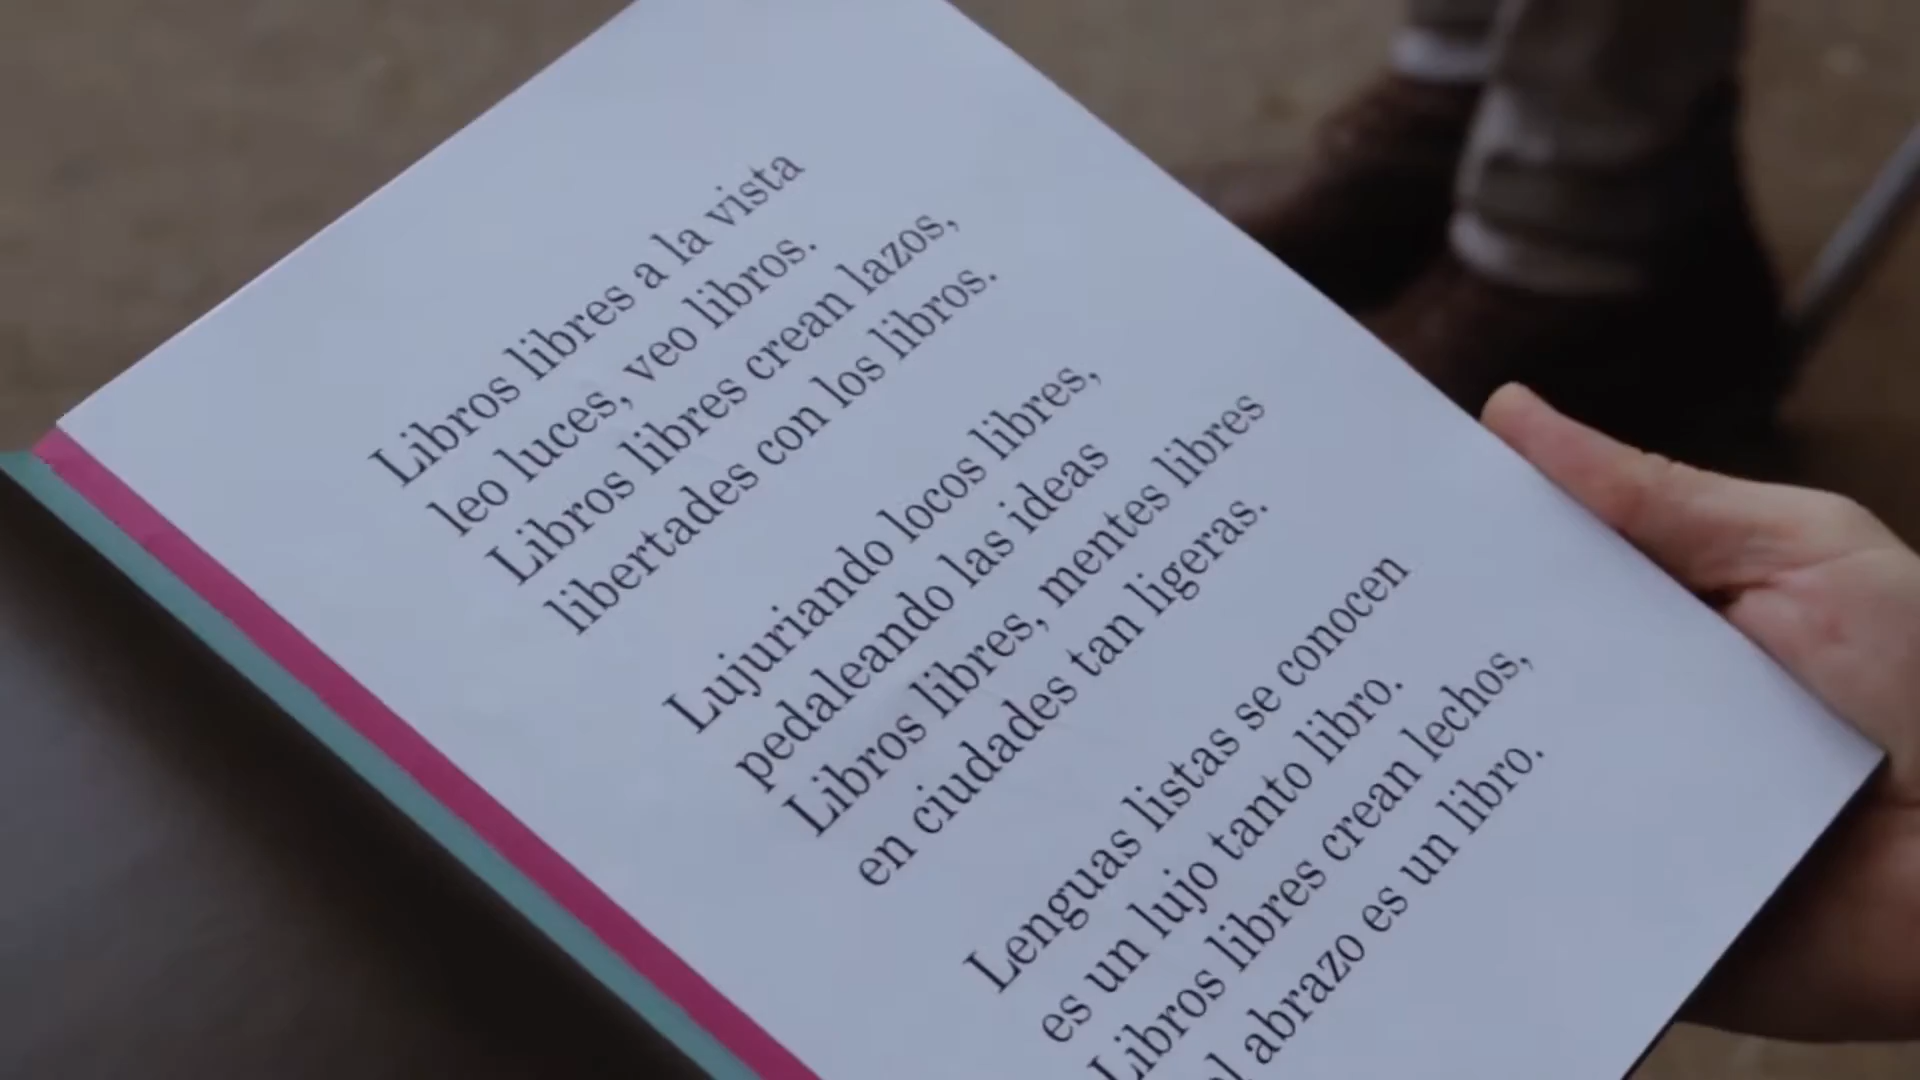 Libros libres a la vista
leo luces, veo libros.
Libros libres crean lazos,
libertades con los libros.
Lujuriando locos libres,
pedaleando las ideas
Libros libres, mentes libres
en ciudades tan ligeras.
Lenguas listas se conocen
es un lujo tanto libro.
Libros libres crean lechos,
el abrazo es un libro.